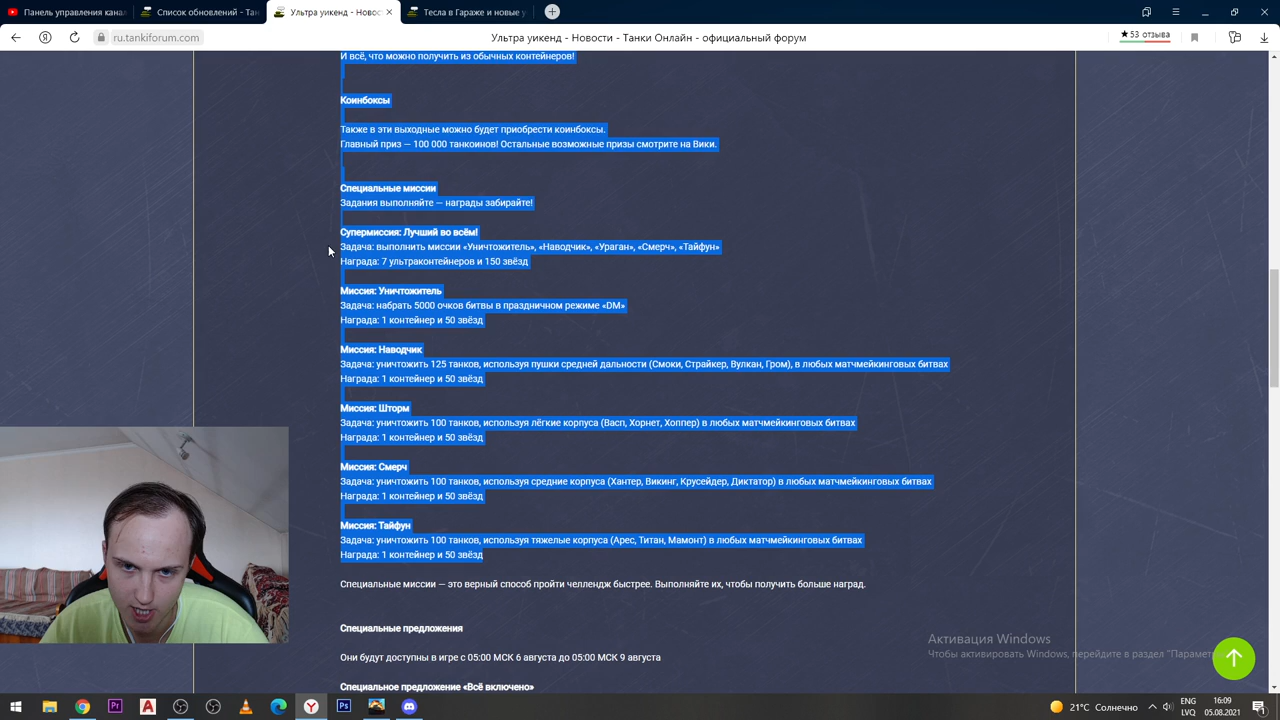 Панель управления канал
Список обновлений - Тан
Ультра уикенд - Новост
Тесла в Гараже и новые у
ru.tankiforum.com
Ультра уикенд - Новости - Танки Онлайн - официальный форум
★53 отзыва
И всё, что можно получить из обычных контейнеров!
Коинбоксы
Также в эти выходные можно будет приобрести коинбоксы.
Главный приз — 100 000 танкоинов! Остальные возможные призы смотрите на Вики.
Специальные миссии
Задания выполняйте — награды забирайте!
Супермиссия: Лучший во всём!
Задача: выполнить миссии «Уничтожитель», «Наводчик», «Ураган», «Смерч», «Тайфун»
Награда: 7 ультраконтейнеров и 150 звёзд
Миссия: Уничтожитель
Задача: набрать 5000 очков битвы в праздничном режиме «DM»
Награда: 1 контейнер и 50 звёзд
Миссия: Наводчик
Задача: уничтожить 125 танков, используя пушки средней дальности (Смоки, Страйкер, Вулкан, Гром), в любых матчмейкинговых битвах
Награда: 1 контейнер и 50 звёзд
Миссия: Шторм
Задача: уничтожить 100 танков, используя лёгкие корпуса (Васп, Хорнет, Хоппер) в любых матчмейкинговых битвах
Награда: 1 контейнер и 50 звёзд
Миссия: Смерч
Задача: уничтожить 100 танков, используя средние корпуса (Хантер, Викинг, Крусейдер, Диктатор) в любых матчмейкинговых битвах
Награда: 1 контейнер и 50 звёзд
Миссия: Тайфун
Задача: уничтожить 100 танков, используя тяжелые корпуса (Арес, Титан, Мамонт) в любых матчмейкинговых битвах
Награда: 1 контейнер и 50 звёзд
Специальные миссии — это верный способ пройти челлендж быстрее. Выполняйте их, чтобы получить больше наград.
Специальные предложения
Они будут доступны в игре с 05:00 МСК 6 августа до 05:00 МСК 9 августа
Специальное предложение «Всё включено»
Активация Windows
Чтобы активировать Windows, перейдите в раздел "Парамет
21°C Солнечно
ENG
LVQ
16:09
05.08.2021